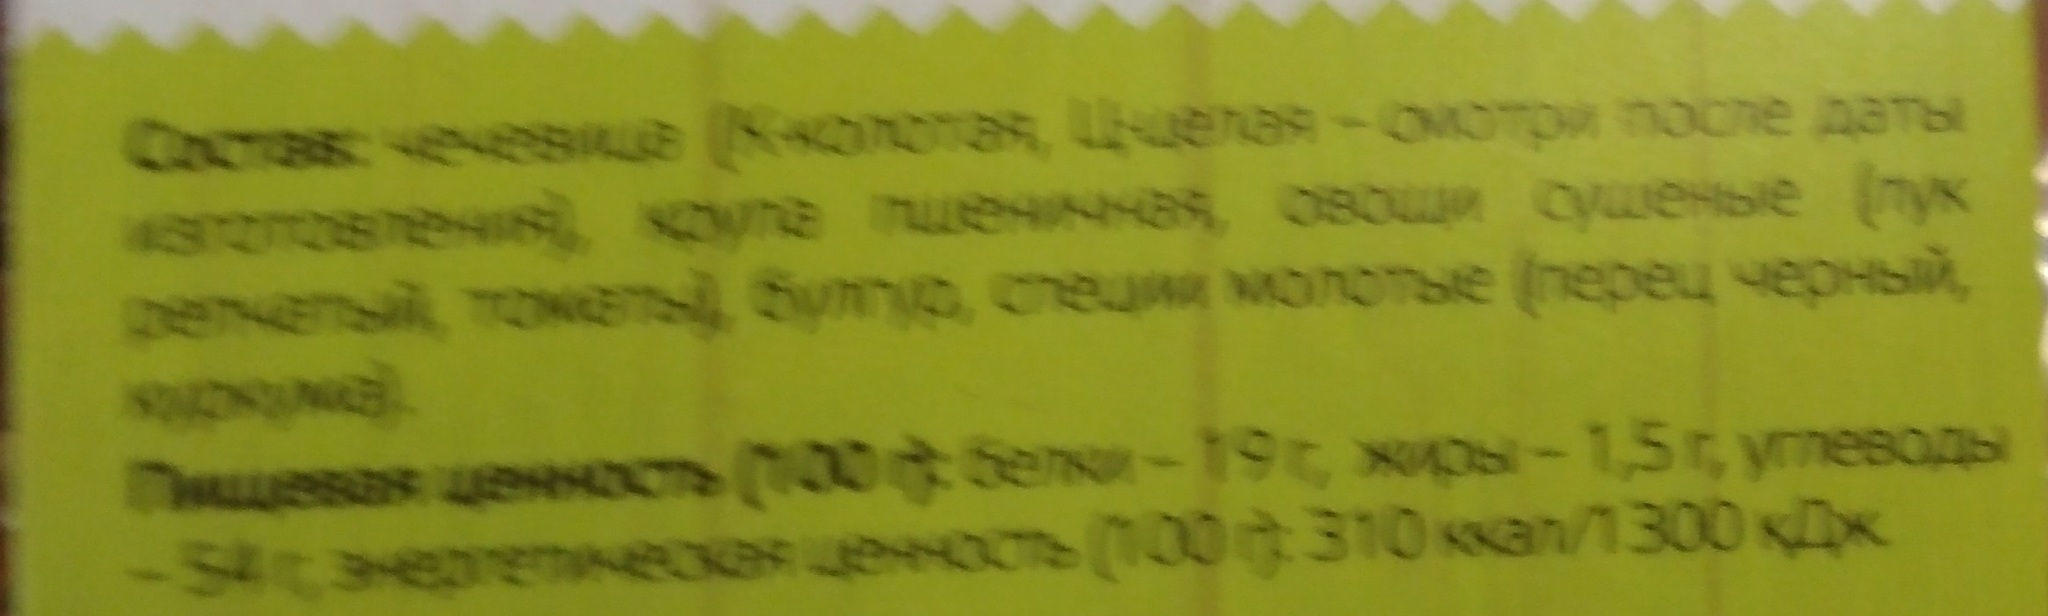 Состав: чечевица (К-колотая, Ц-целая – смотри после даты
изготовления), крупа пшеничная, овощи сушеные (лук
репчатый, томаты), булгур, специи молотые (перец черный,
куркума).
Пищевая ценность (100 г): белки – 19 г, жиры – 1,5 г, углеводы
– 54 г, энергетическая ценность (100 г): 310 ккал/1300 кДж